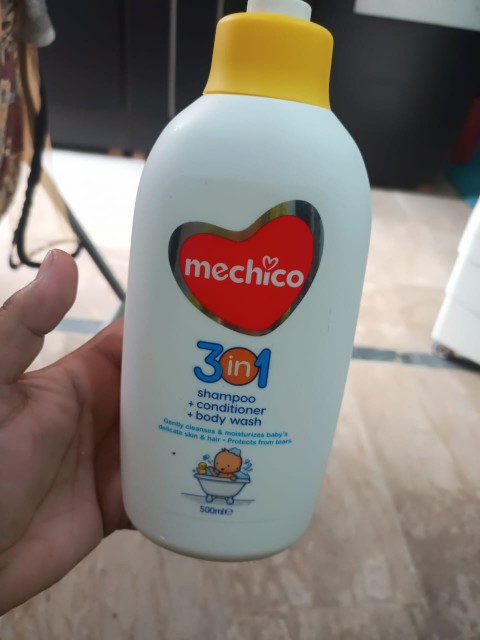 mechico
3in1
shampoo
+ conditioner
+ body wash
Gently cleanses & moisturizes baby's
delicate skin & hair • Protects from tears
500ml℮